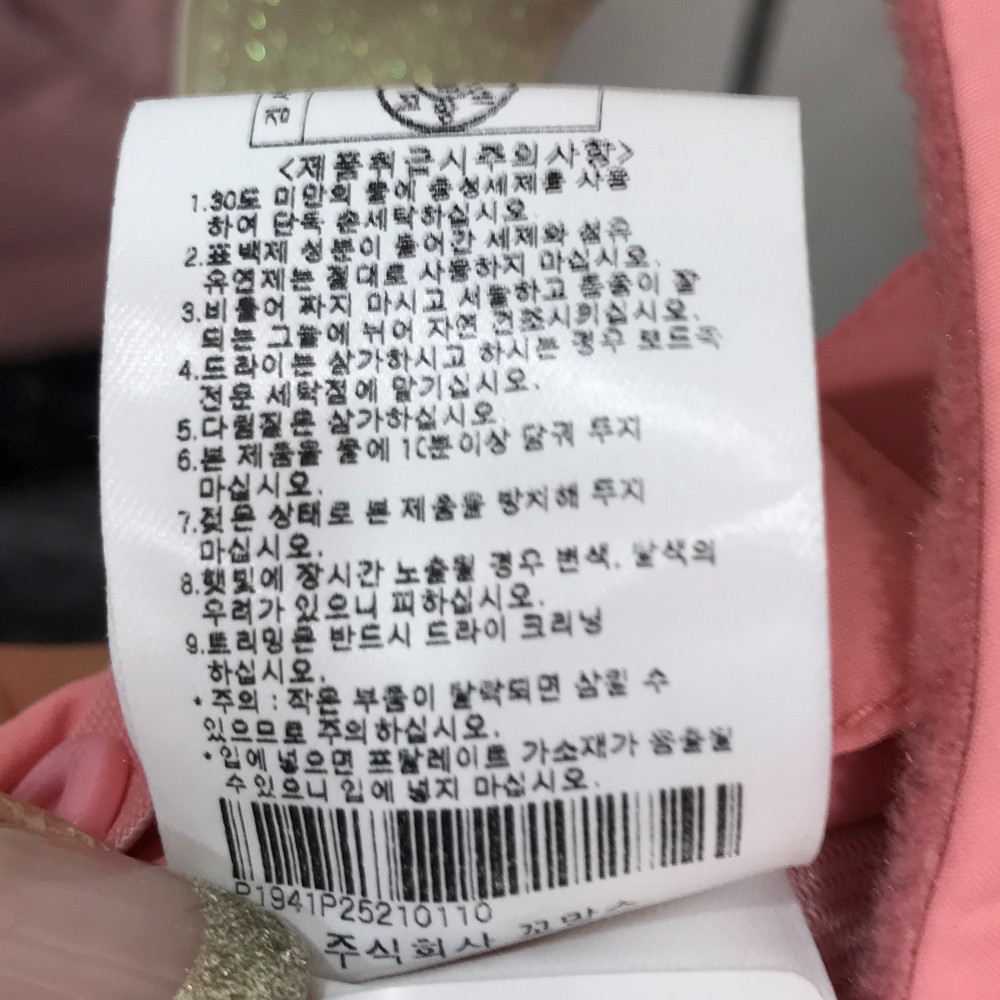 검사
꼬망스
<제품취급시주의사항>
1.30도 미만의 물에 중성세제를 사용
하여 단독 손세탁하십시오
2.표백제 성분이 들어간 세제와 섬유
유연제는 절대로 사용하지 마십시오.
3.비틀어 짜지 마시고 서늘하고 통풍이 잘
되는 그늘에 뉘어 자연 건조시키십시오.
4.드라이는 삼가하시고 하시는 경우 로드숙
전문 세탁점에 맡기십시오.
5.다림질은 삼가하십시오.
6.본 제품을 물에 10분이상 담궈 두지
마십시오.
7.젖은 상태로 본 제품을 방치해 두지
마십시오.
8.햇빛에 장시간 노출될 경우 변색, 탈색의
우려가 있으니 피하십시오.
9.트리밍은 반드시 드라이 크리닝
하십시오.
*주의 : 작은 부품이 탈락되면 삼킬 수
있으므로 주의하십시오.
*입에 넣으면 프탈레이트 가소재가 용출될
수있으니 입에 넣지 마십시오.
P1941P25210110
주식회사 꼬망스